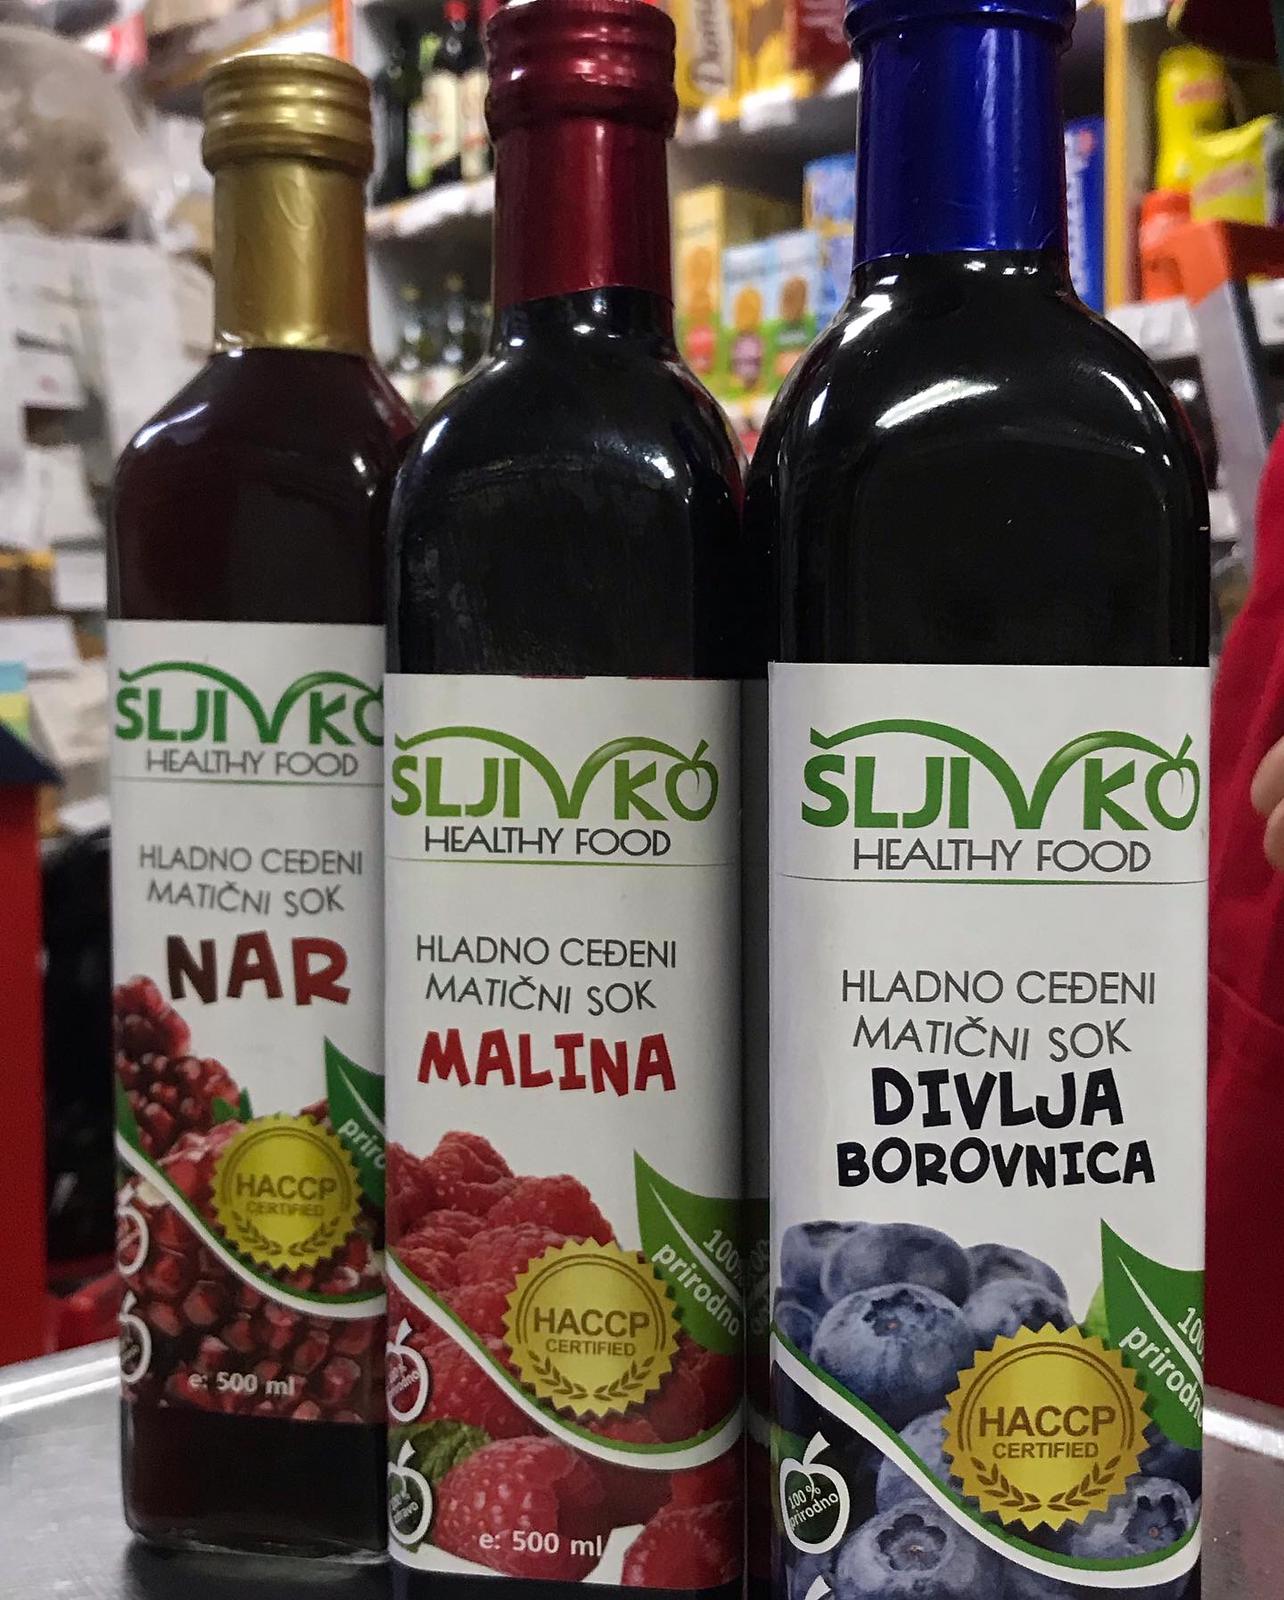 ŠLJIVKO
HEALTHY FOOD
HLADNO CEĐENI
MATIČNI SOK
NAR
HACCP
CERTIFIED
e: 500 ml
ŠLJIVKO
HEALTHY FOOD
HLADNO CEĐENI
MATIČNI SOK
MALINA
100%
prirodno
HACCP
CERTIFIED
e: 500 ml
ŠLJIVKO
HEALTHY FOOD
HLADNO CEĐENI
MATIČNI SOK
DIVLJA
BOROVNICA
prirodno
HACCP
CERTIFIED
100 %
prirodno